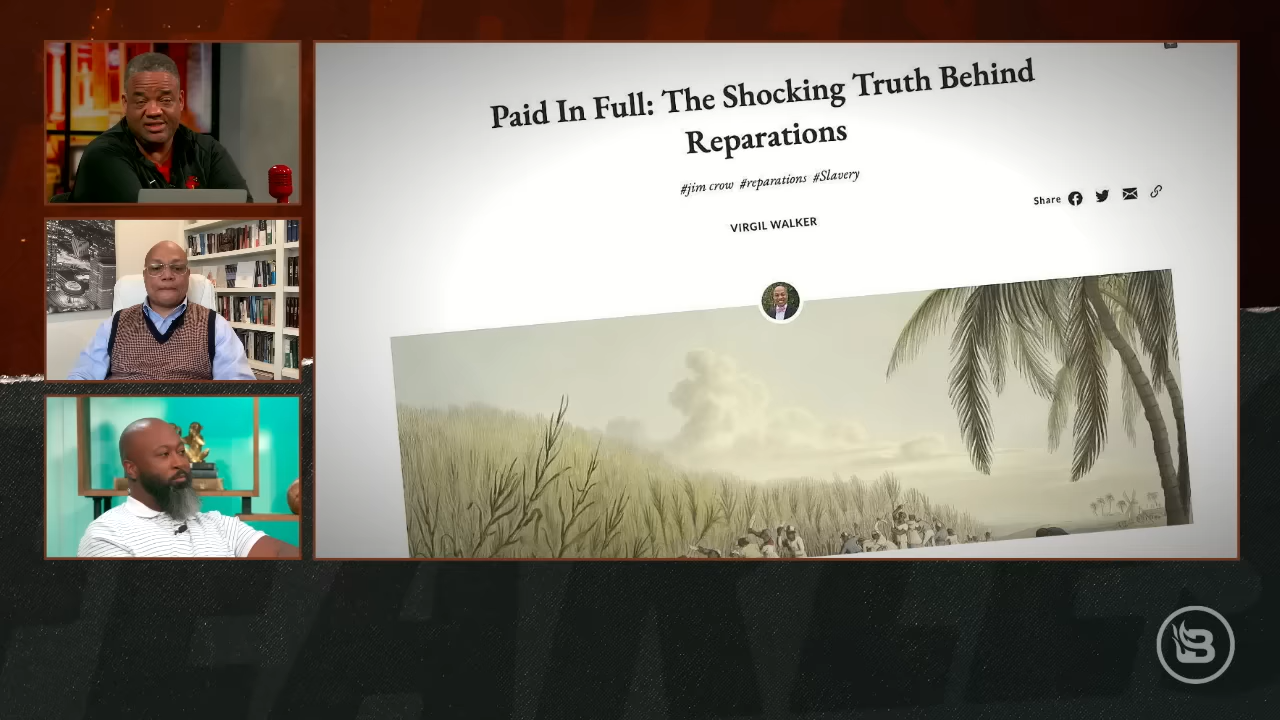 Paid In Full: The Shocking Truth Behind
Reparations
#jim crow #reparations #Slavery
Share
VIRGIL WALKER
B